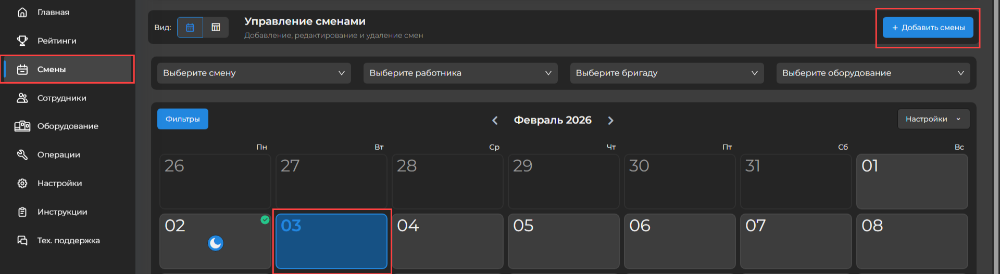 Главная
Рейтинги
Смены
Сотрудники
Оборудование
Операции
Настройки
Инструкции
Тех. поддержка
Вид:
Управление сменами
Добавление, редактирование и удаление смен
+ Добавить смены
Выберите смену
Выберите работника
Выберите бригаду
Выберите оборудование
Фильтры
Февраль 2026
Настройки
Пн Вт Ср Чт Пт Сб Вс
26 27 28 29 30 31 01
02 03 04 05 06 07 08